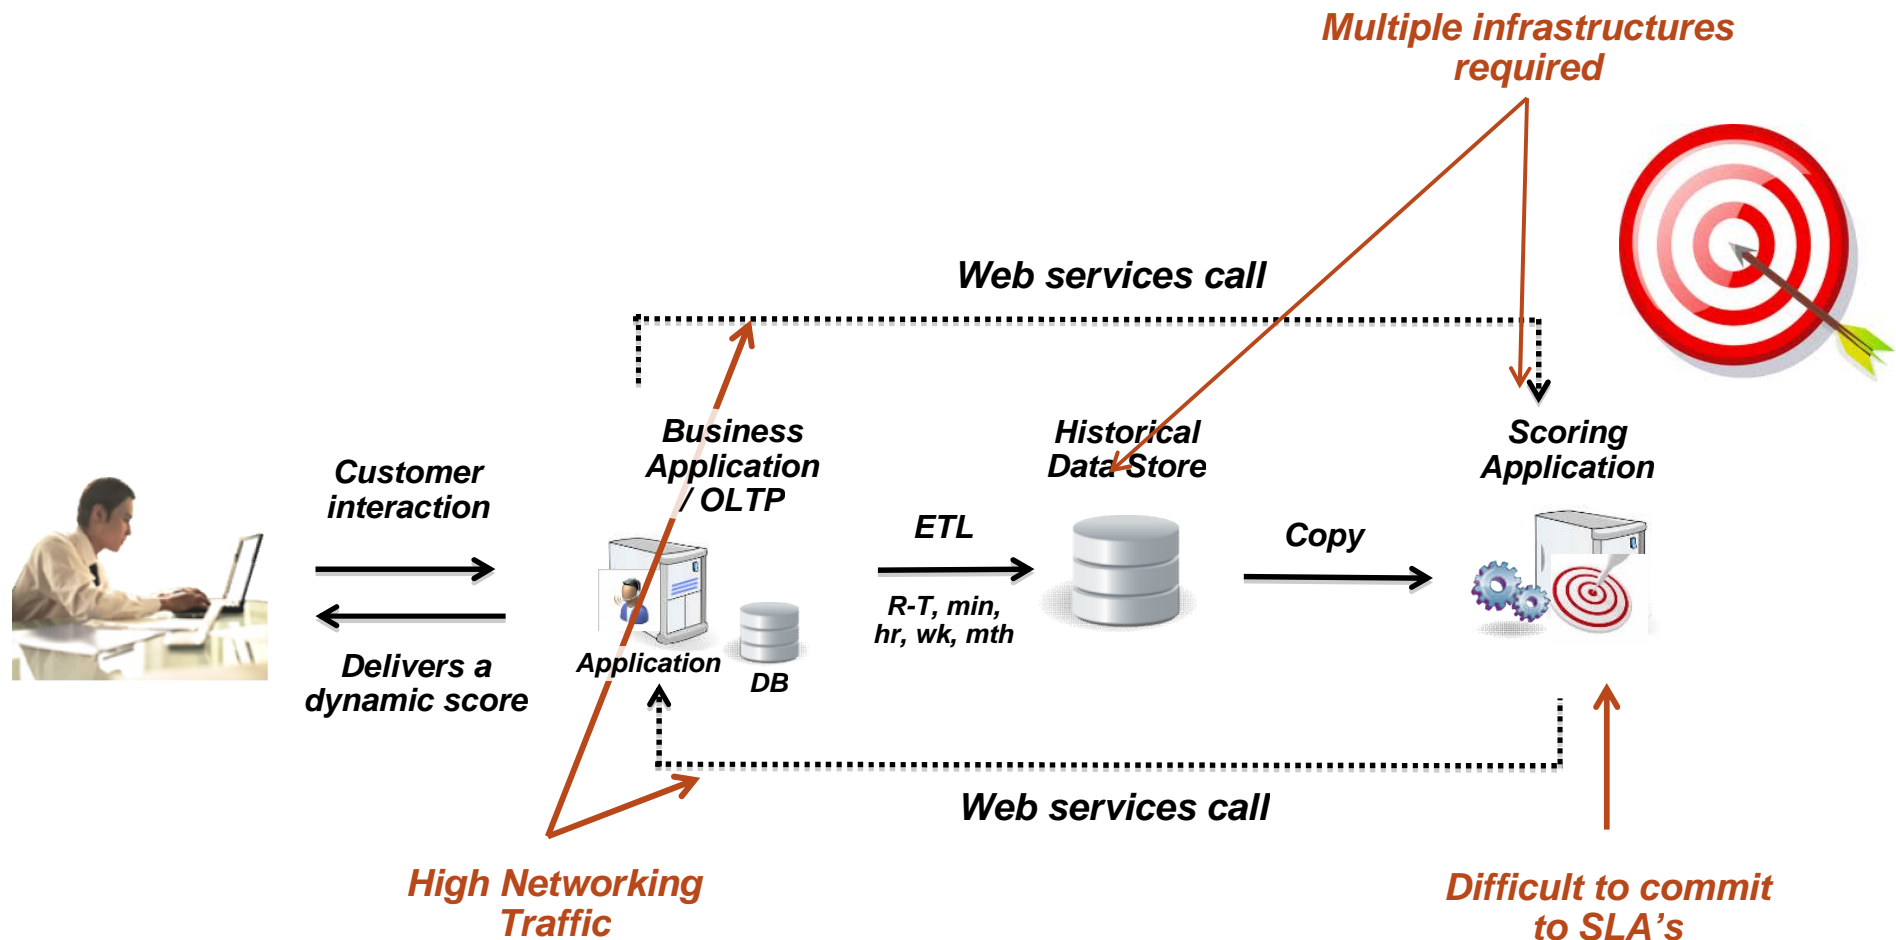 Multiple infrastructures
required
Web services call
Business
Application
/ OLTP
Historical
Data Store
Scoring
Application
Customer
interaction
ETL
Copy
R-T, min,
hr, wk, mth
Delivers a
dynamic score
Application
DB
Web services call
High Networking
Traffic
Difficult to commit
to SLA's